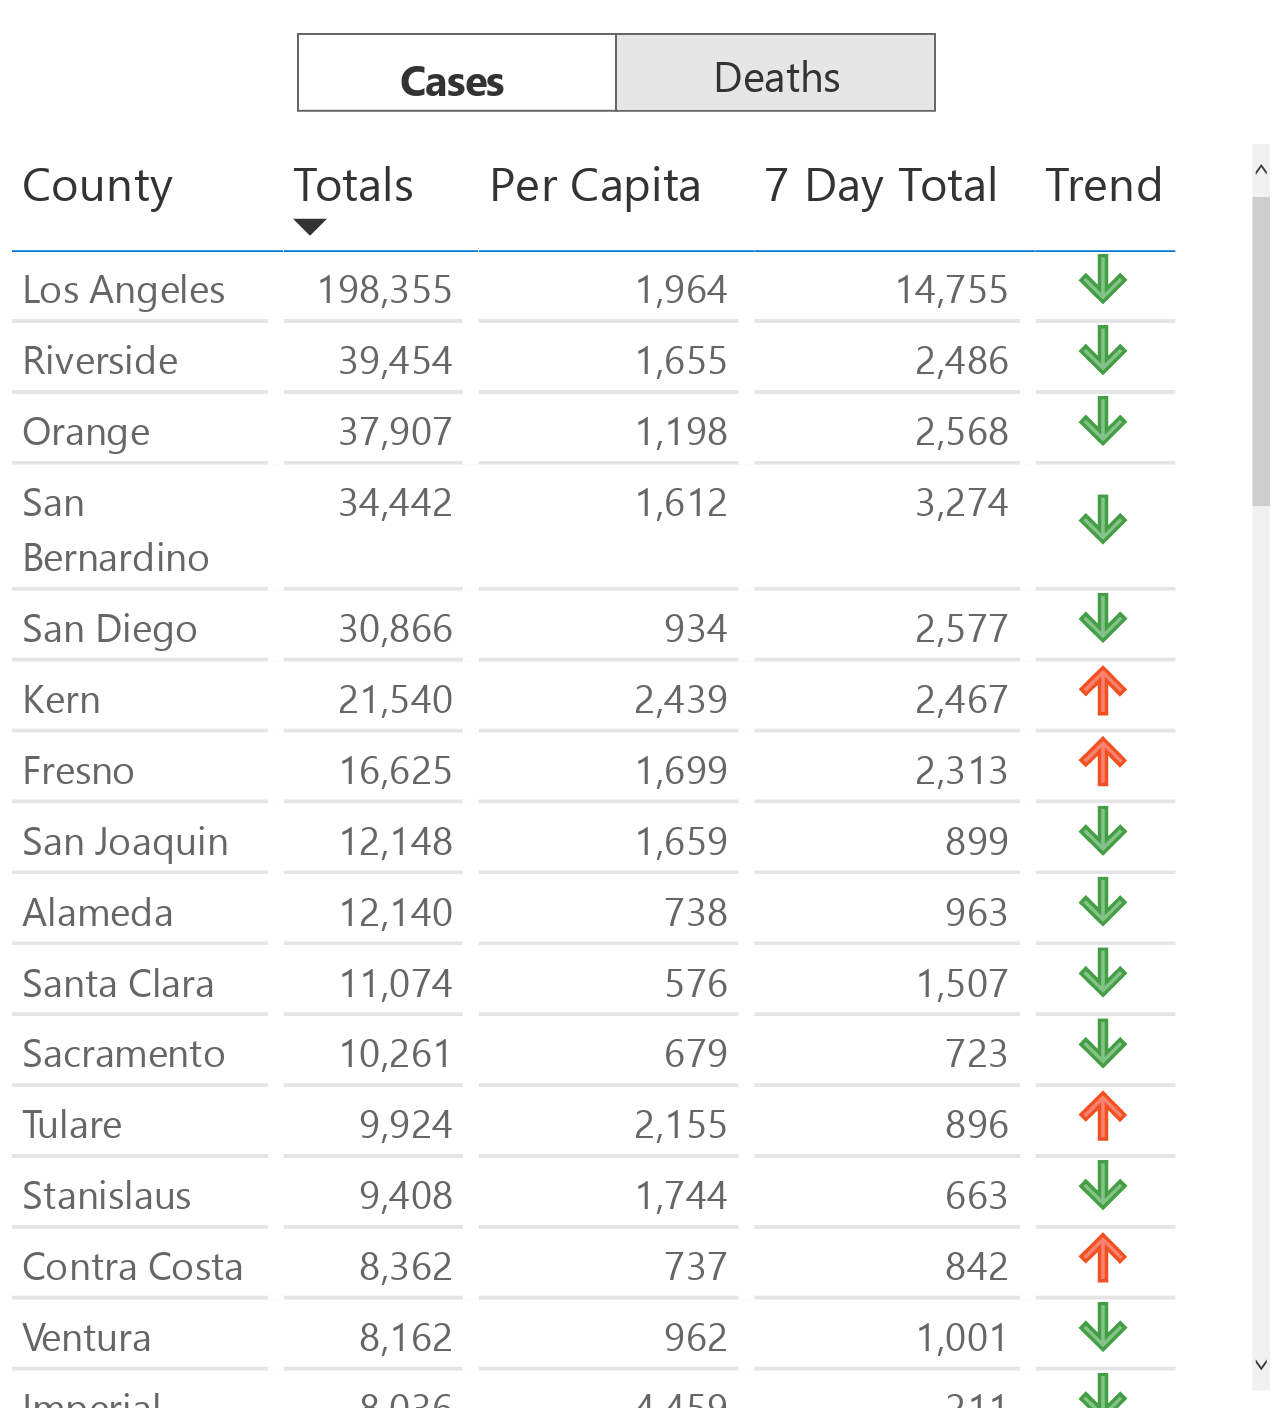 Cases Deaths
County Totals Per Capita 7 Day Total Trend
Los Angeles 198,355 1,964 14,755
Riverside 39,454 1,655 2,486
Orange 37,907 1,198 2,568
San 34,442 1,612 3,274
Bernardino
San Diego 30,866 934 2,577
Kern 21,540 2,439 2,467
Fresno 16,625 1,699 2,313
San Joaquin 12,148 1,659 899
Alameda 12,140 738 963
Santa Clara 11,074 576 1,507
Sacramento 10,261 679 723
Tulare 9,924 2,155 896
Stanislaus 9,408 1,744 663
Contra Costa 8,362 737 842
Ventura 8,162 962 1,001
Imperial 8,036 4,459 211